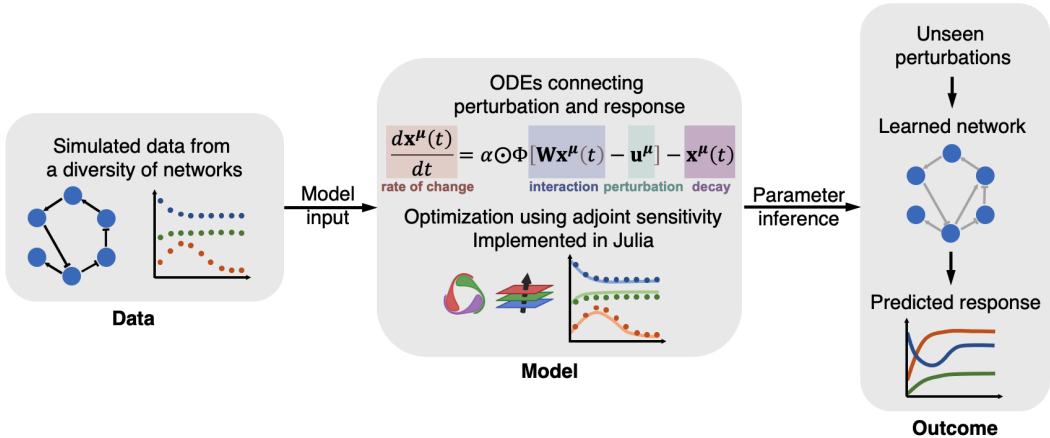 Simulated data from
a diversity of networks
Data
Model
input
ODEs connecting
perturbation and response
d𝐱^𝛍(t)/dt = α⊙Φ[𝐖𝐱^𝛍(t) − 𝐮^𝛍] − 𝐱^𝛍(t)
rate of change interaction perturbation decay
Optimization using adjoint sensitivity
Implemented in Julia
Model
Parameter
inference
Unseen
perturbations
Learned network
Predicted response
Outcome